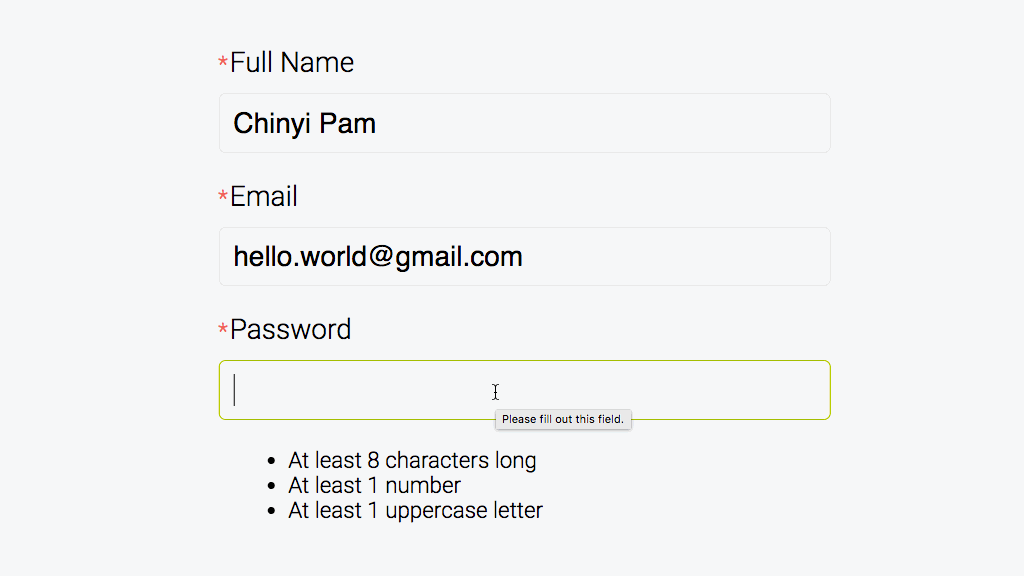 *Full Name
Chinyi Pam
*Email
hello.world@gmail.com
*Password
Please fill out this field.
• At least 8 characters long
• At least 1 number
• At least 1 uppercase letter